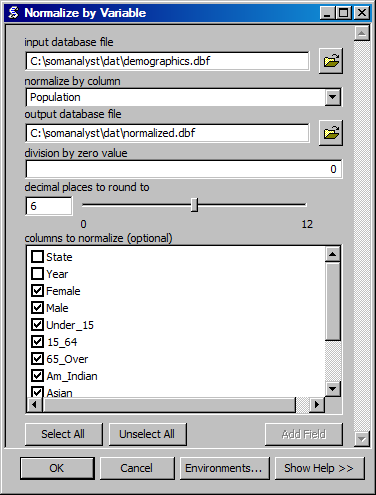 Normalize by Variable
input database file
C:\somanalyst\dat\demographics.dbf
normalize by column
Population
output database file
C:\somanalyst\dat\normalized.dbf
division by zero value
0
decimal places to round to
6
0 12
columns to normalize (optional)
State
Year
Female
Male
Under_15
15_64
65_Over
Am_Indian
Asian
Select All Unselect All Add Field
OK Cancel Environments... Show Help >>